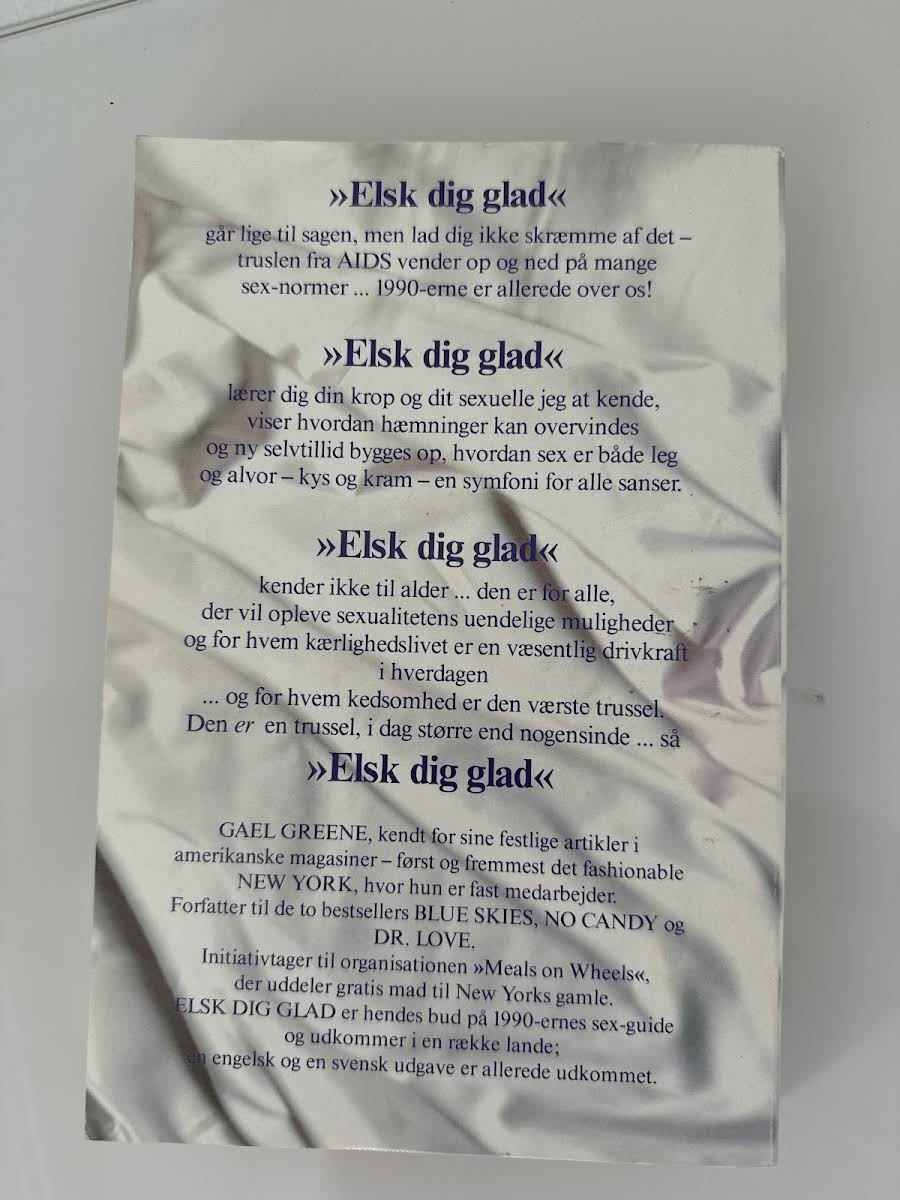 »Elsk dig glad«
går lige til sagen, men lad dig ikke skræmme af det –
truslen fra AIDS vender op og ned på mange
sex-normer ... 1990-erne er allerede over os!
»Elsk dig glad«
lærer dig din krop og dit sexuelle jeg at kende,
viser hvordan hæmninger kan overvindes
og ny selvtillid bygges op, hvordan sex er både leg
og alvor – kys og kram – en symfoni for alle sanser.
»Elsk dig glad«
kender ikke til alder ... den er for alle,
der vil opleve sexualitetens uendelige muligheder
og for hvem kærlighedslivet er en væsentlig drivkraft
i hverdagen
... og for hvem kedsomhed er den værste trussel.
Den er en trussel, i dag større end nogensinde ... så
»Elsk dig glad«
GAEL GREENE, kendt for sine festlige artikler i
amerikanske magasiner – først og fremmest det fashionable
NEW YORK, hvor hun er fast medarbejder.
Forfatter til de to bestsellers BLUE SKIES, NO CANDY og
DR. LOVE.
Initiativtager til organisationen »Meals on Wheels«,
der uddeler gratis mad til New Yorks gamle.
ELSK DIG GLAD er hendes bud på 1990-ernes sex-guide
og udkommer i en række lande;
en engelsk og en svensk udgave er allerede udkommet.